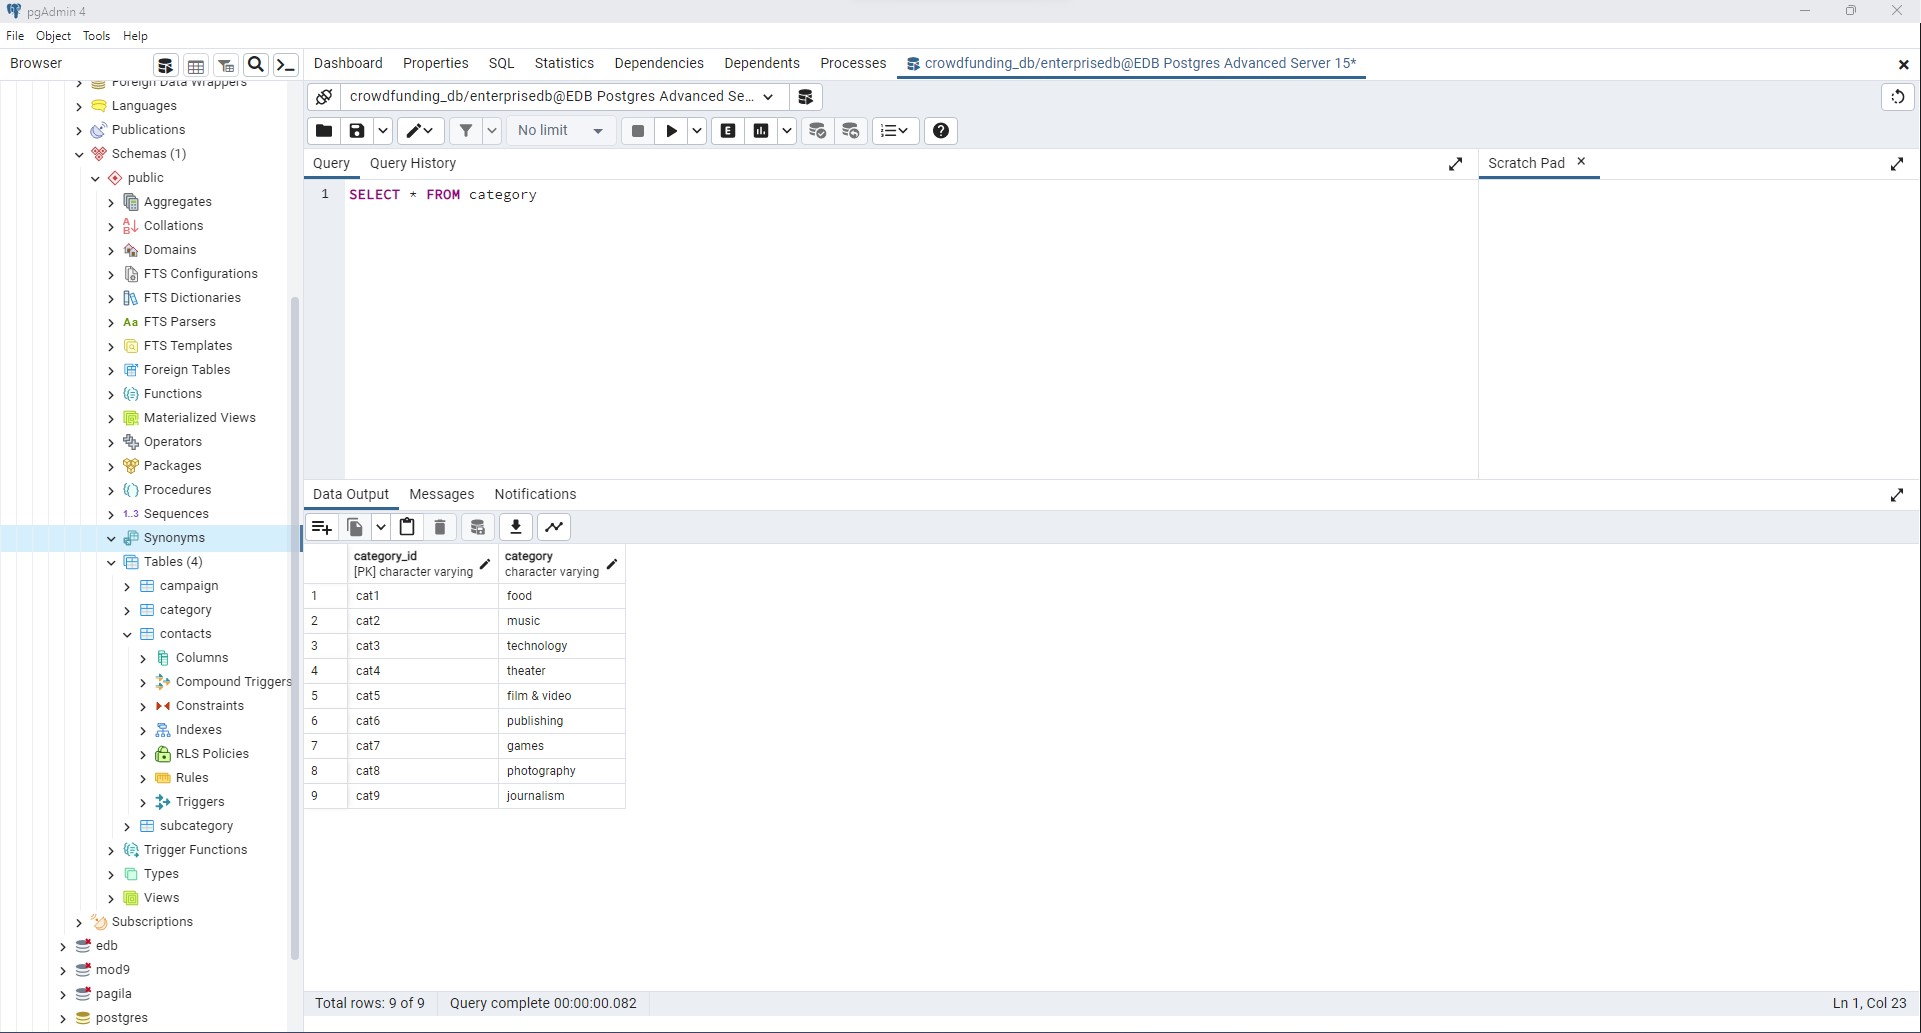 pgAdmin 4
File Object Tools Help
Browser
Dashboard Properties SQL Statistics Dependencies Dependents Processes crowdfunding_db/enterprisedb@EDB Postgres Advanced Server 15*
crowdfunding_db/enterprisedb@EDB Postgres Advanced Se...
No limit
Query Query History
Scratch Pad
1 SELECT * FROM category
Foreign Data Wrappers
Languages
Publications
Schemas (1)
public
Aggregates
Collations
Domains
FTS Configurations
FTS Dictionaries
Aa FTS Parsers
FTS Templates
Foreign Tables
Functions
Materialized Views
Operators
Packages
Procedures
1..3 Sequences
Synonyms
Tables (4)
campaign
category
contacts
Columns
Compound Triggers
Constraints
Indexes
RLS Policies
Rules
Triggers
subcategory
Trigger Functions
Types
Views
Subscriptions
edb
mod9
pagila
postgres
Data Output Messages Notifications
category_id category
[PK] character varying character varying
1 cat1 food
2 cat2 music
3 cat3 technology
4 cat4 theater
5 cat5 film & video
6 cat6 publishing
7 cat7 games
8 cat8 photography
9 cat9 journalism
Total rows: 9 of 9 Query complete 00:00:00.082 Ln 1, Col 23